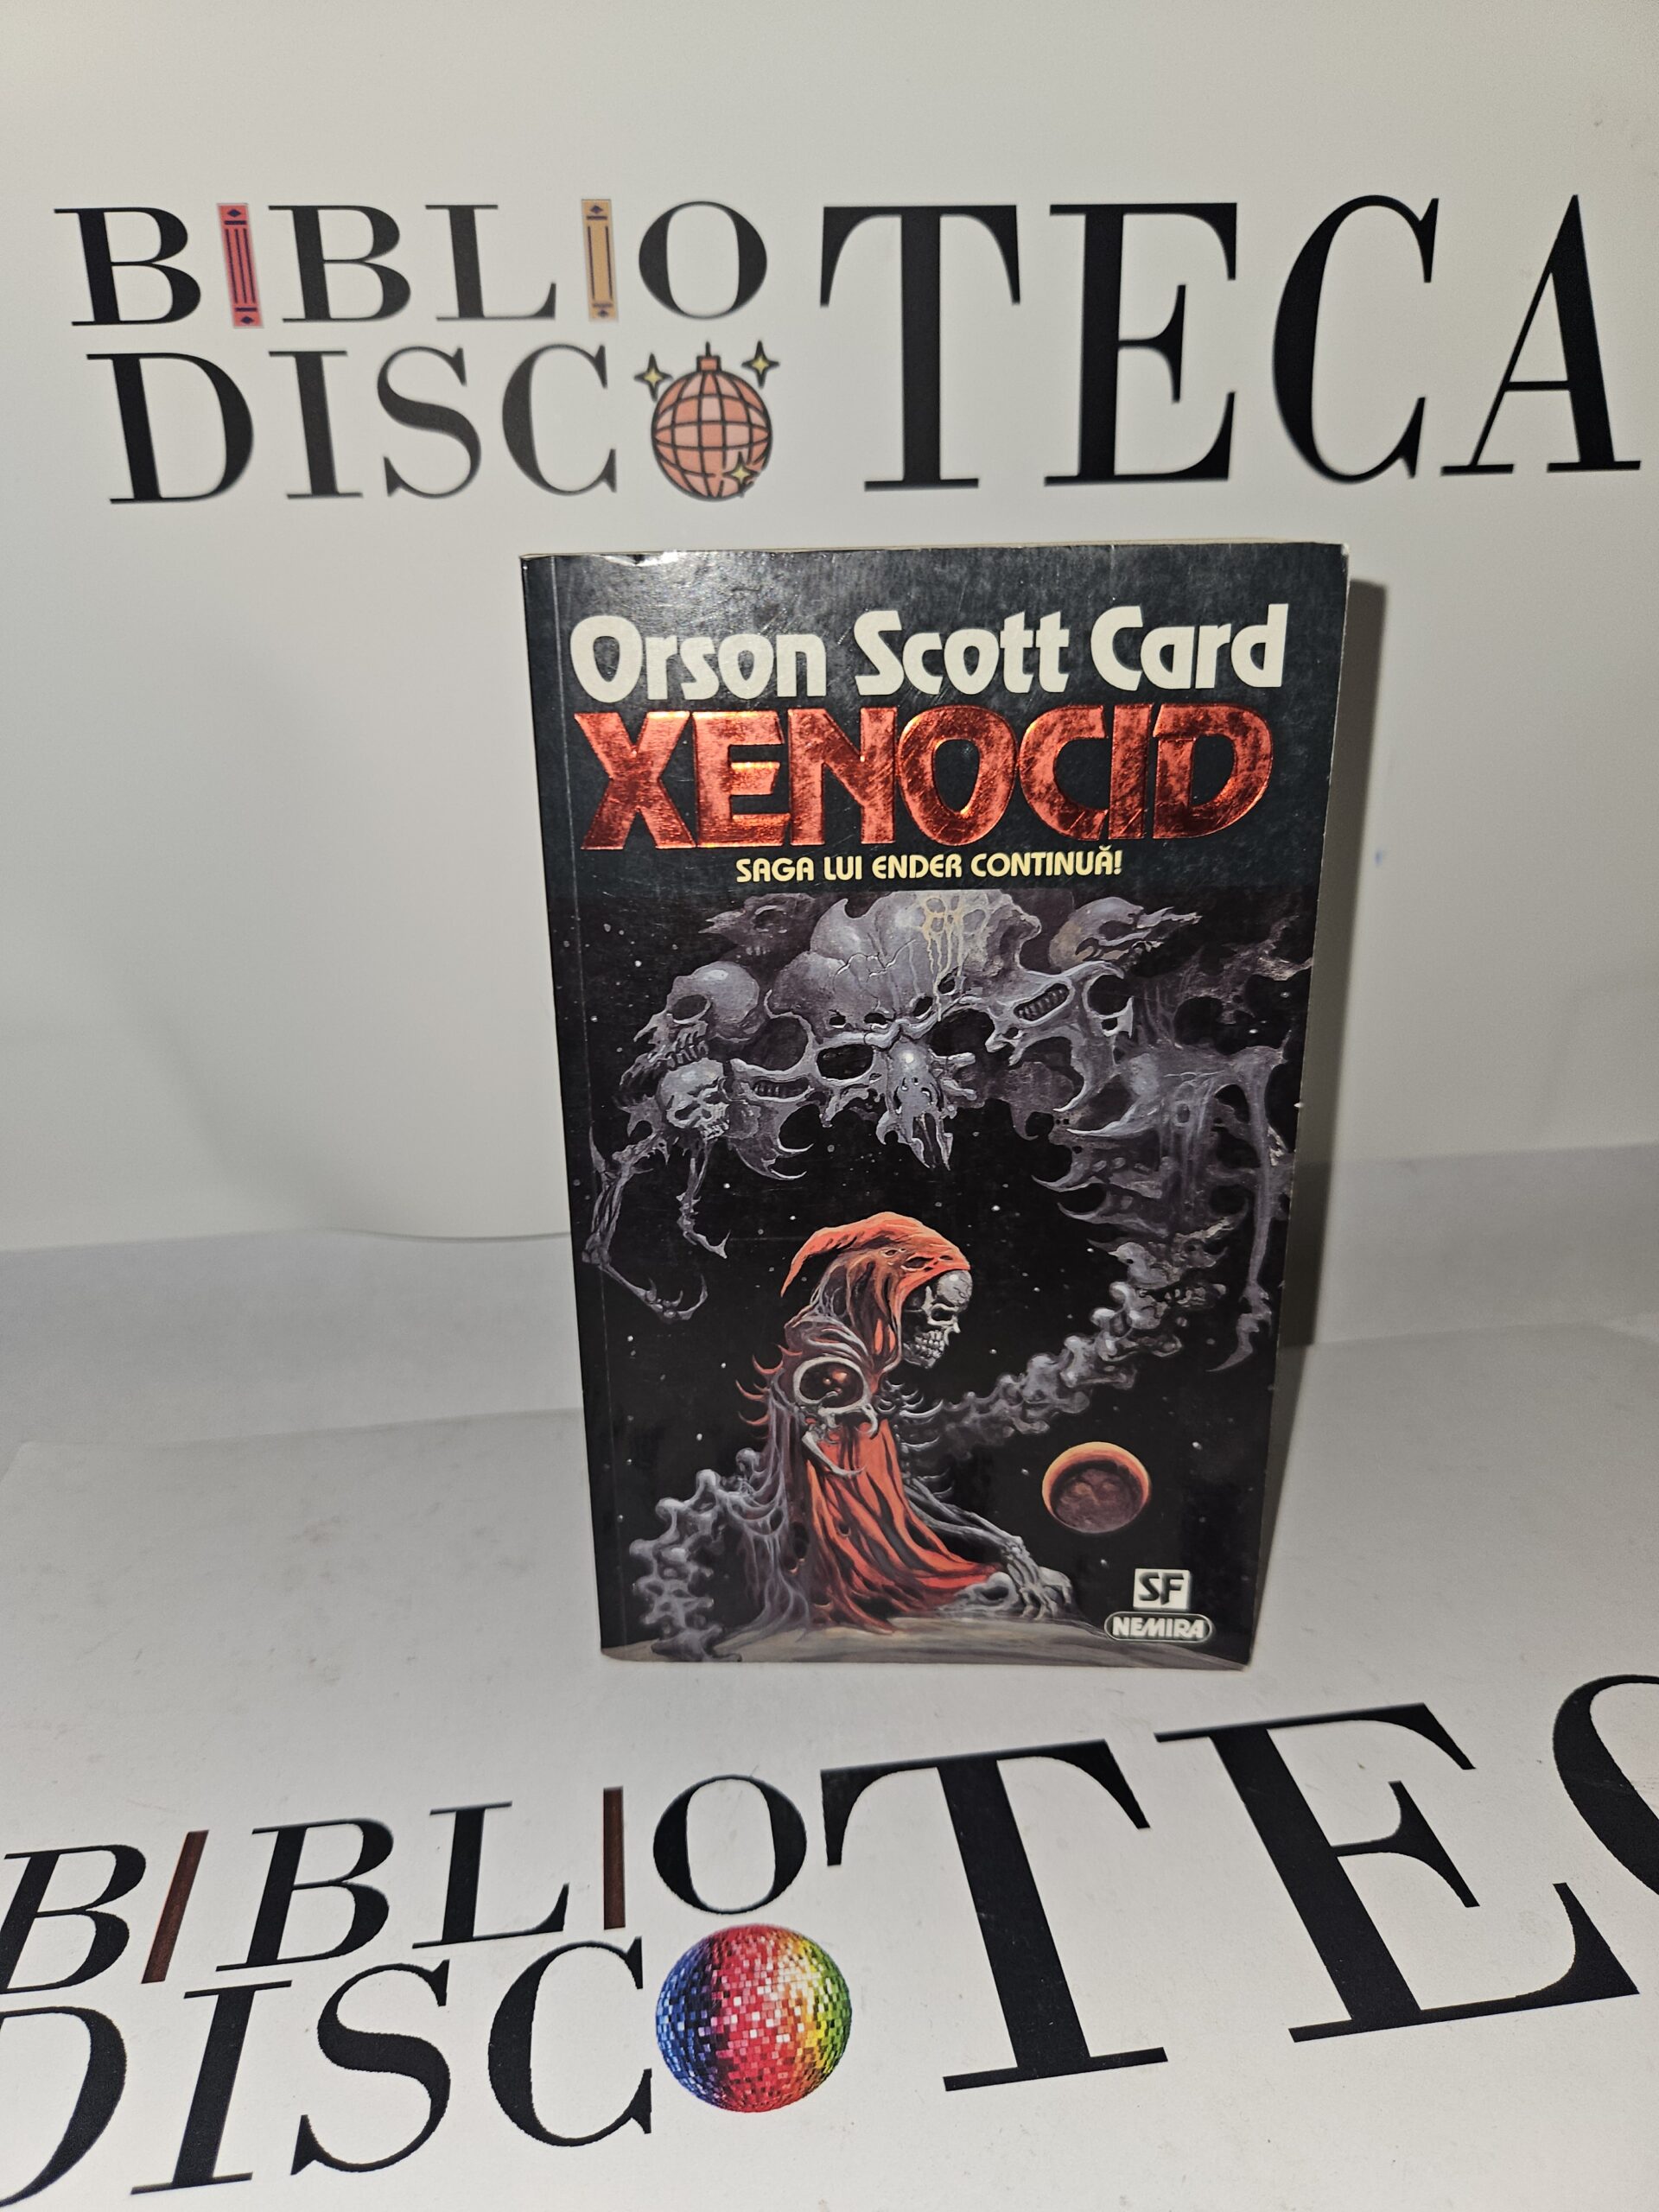 BIBLIO
DISCO TECA
Orson Scott Card
XENOCID
SAGA LUI ENDER CONTINUĂ!
SF
NEMIRA
BIBLIO
DISCO TEC